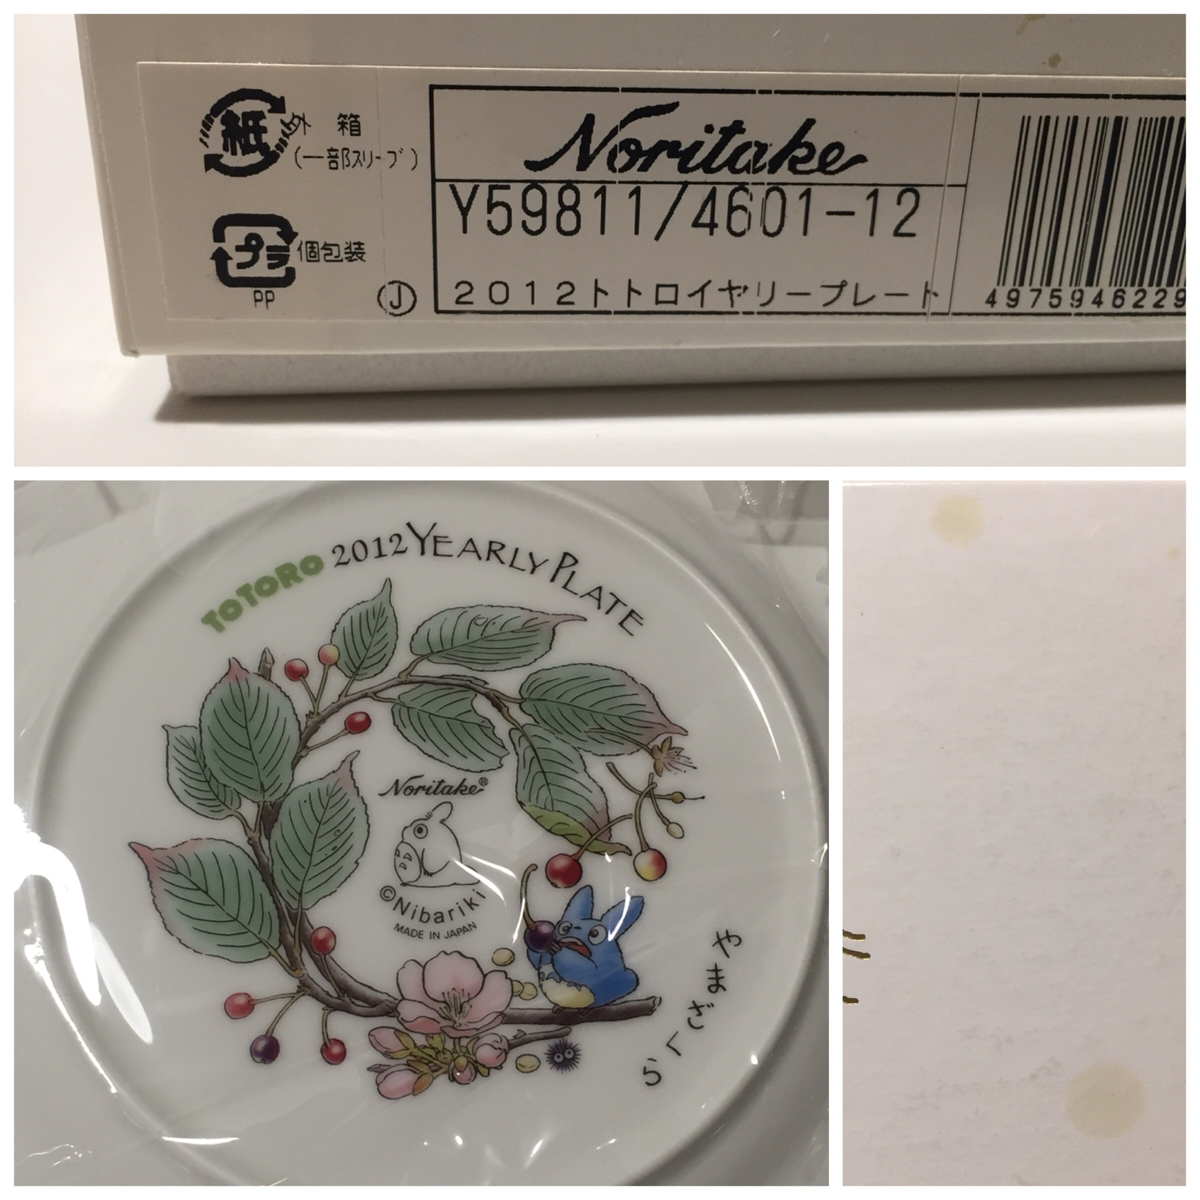 紙 外箱
(一部スリーブ)
プラ 個包装
PP
J
Noritake
Y59811/4601-12
2012トトロイヤリープレート
4975946229
TOTORO 2012 YEARLY PLATE
Noritake®
©Nibariki
MADE IN JAPAN
やまざくら